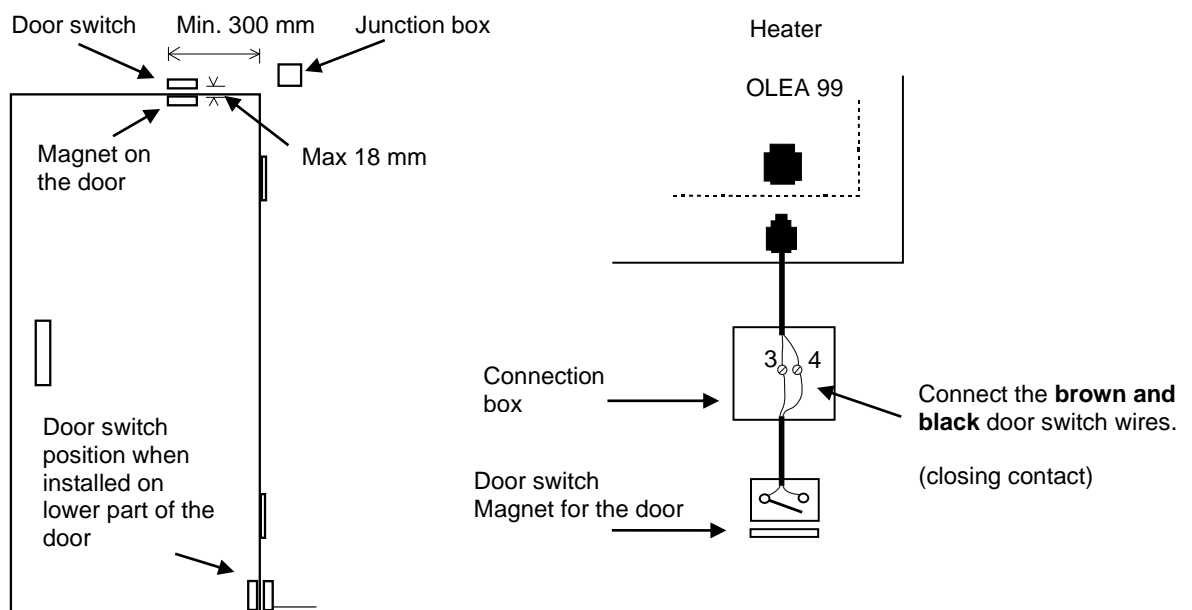 Door switch
Min. 300 mm
Junction box
Magnet on
the door
Max 18 mm
Door switch
position when
installed on
lower part of the
door
Heater
OLEA 99
3
4
Connection
box
Connect the brown and
black door switch wires.
(closing contact)
Door switch
Magnet for the door